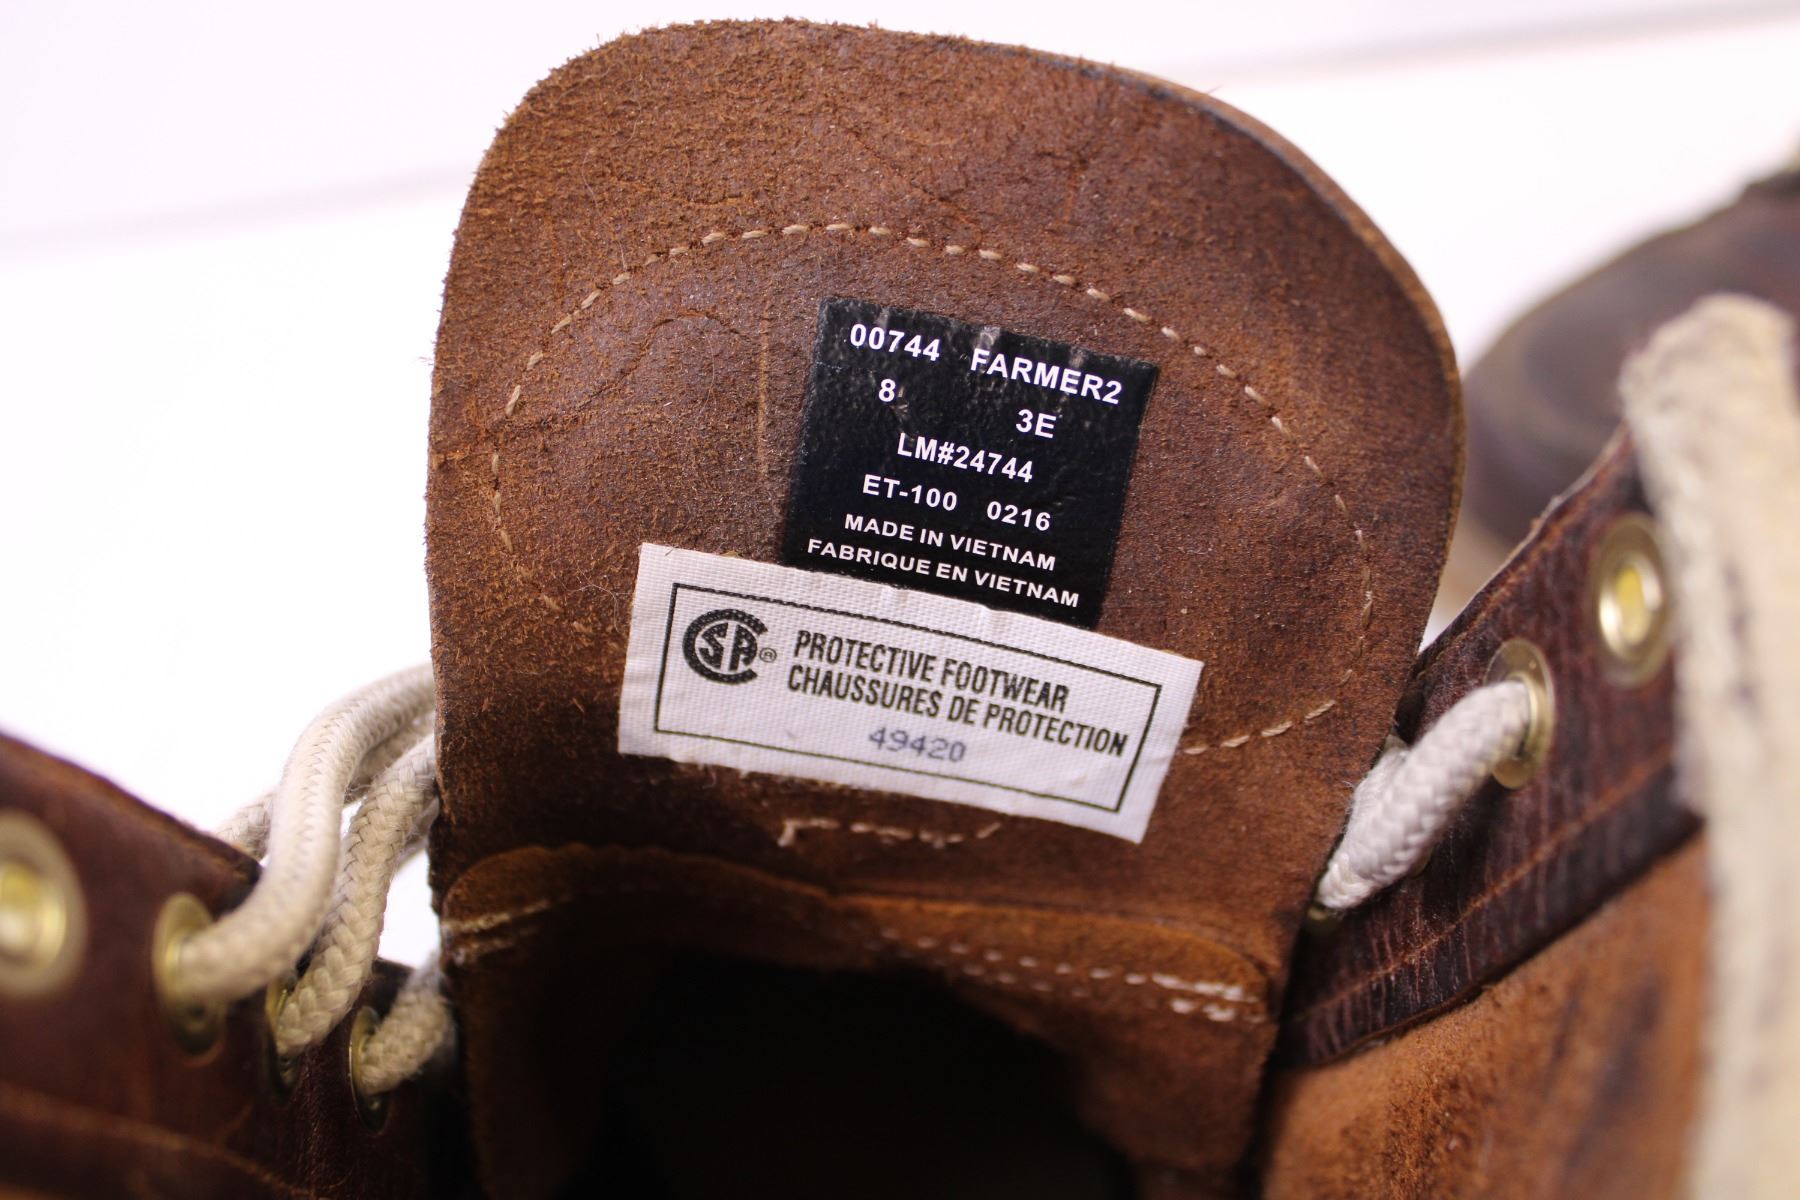 00744 FARMER2
8 3E
LM#24744
ET-100 0216
MADE IN VIETNAM
FABRIQUE EN VIETNAM
CSA® PROTECTIVE FOOTWEAR
CHAUSSURES DE PROTECTION
49420